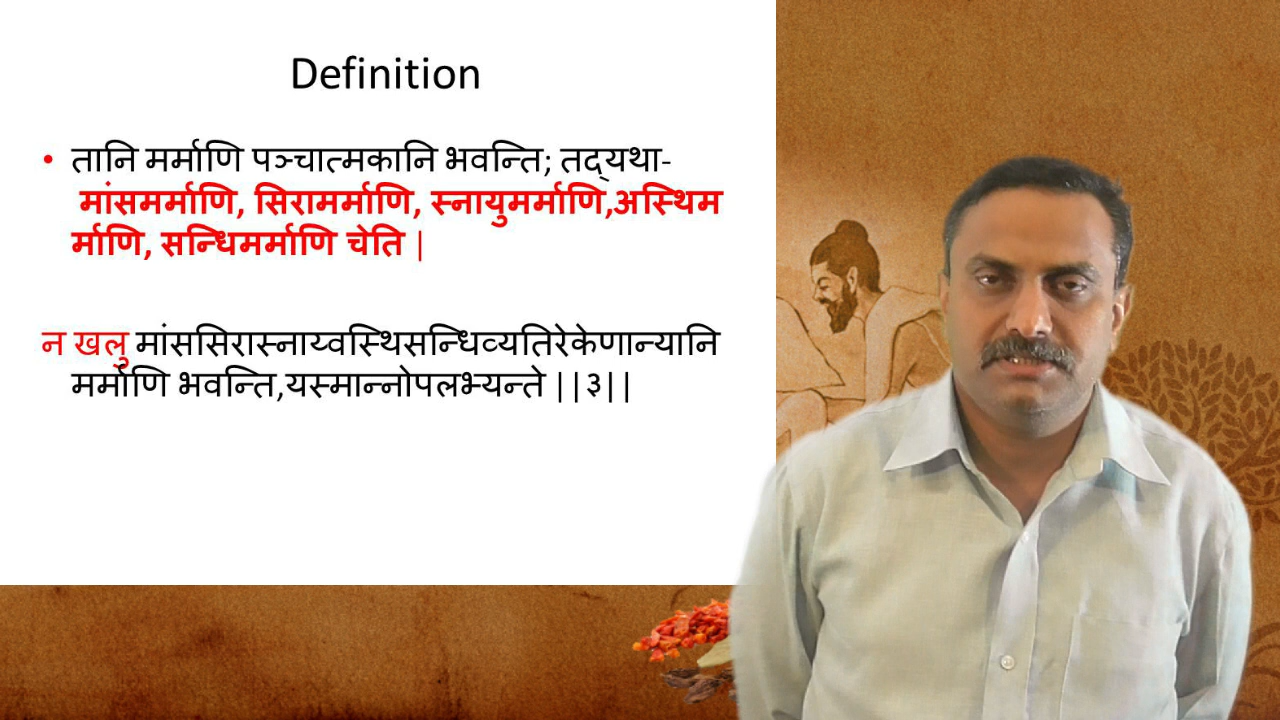 Definition
• तानि मर्माणि पञ्चात्मकानि भवन्ति; तद्यथा-
मांसमर्माणि, सिरामर्माणि, स्नायुमर्माणि,अस्थिम
र्माणि, सन्धिमर्माणि चेति |
न खलु मांससिरास्नाय्वस्थिसन्धिव्यतिरेकेणान्यानि
मर्माणि भवन्ति,यस्मान्नोपलभ्यन्ते ||३||